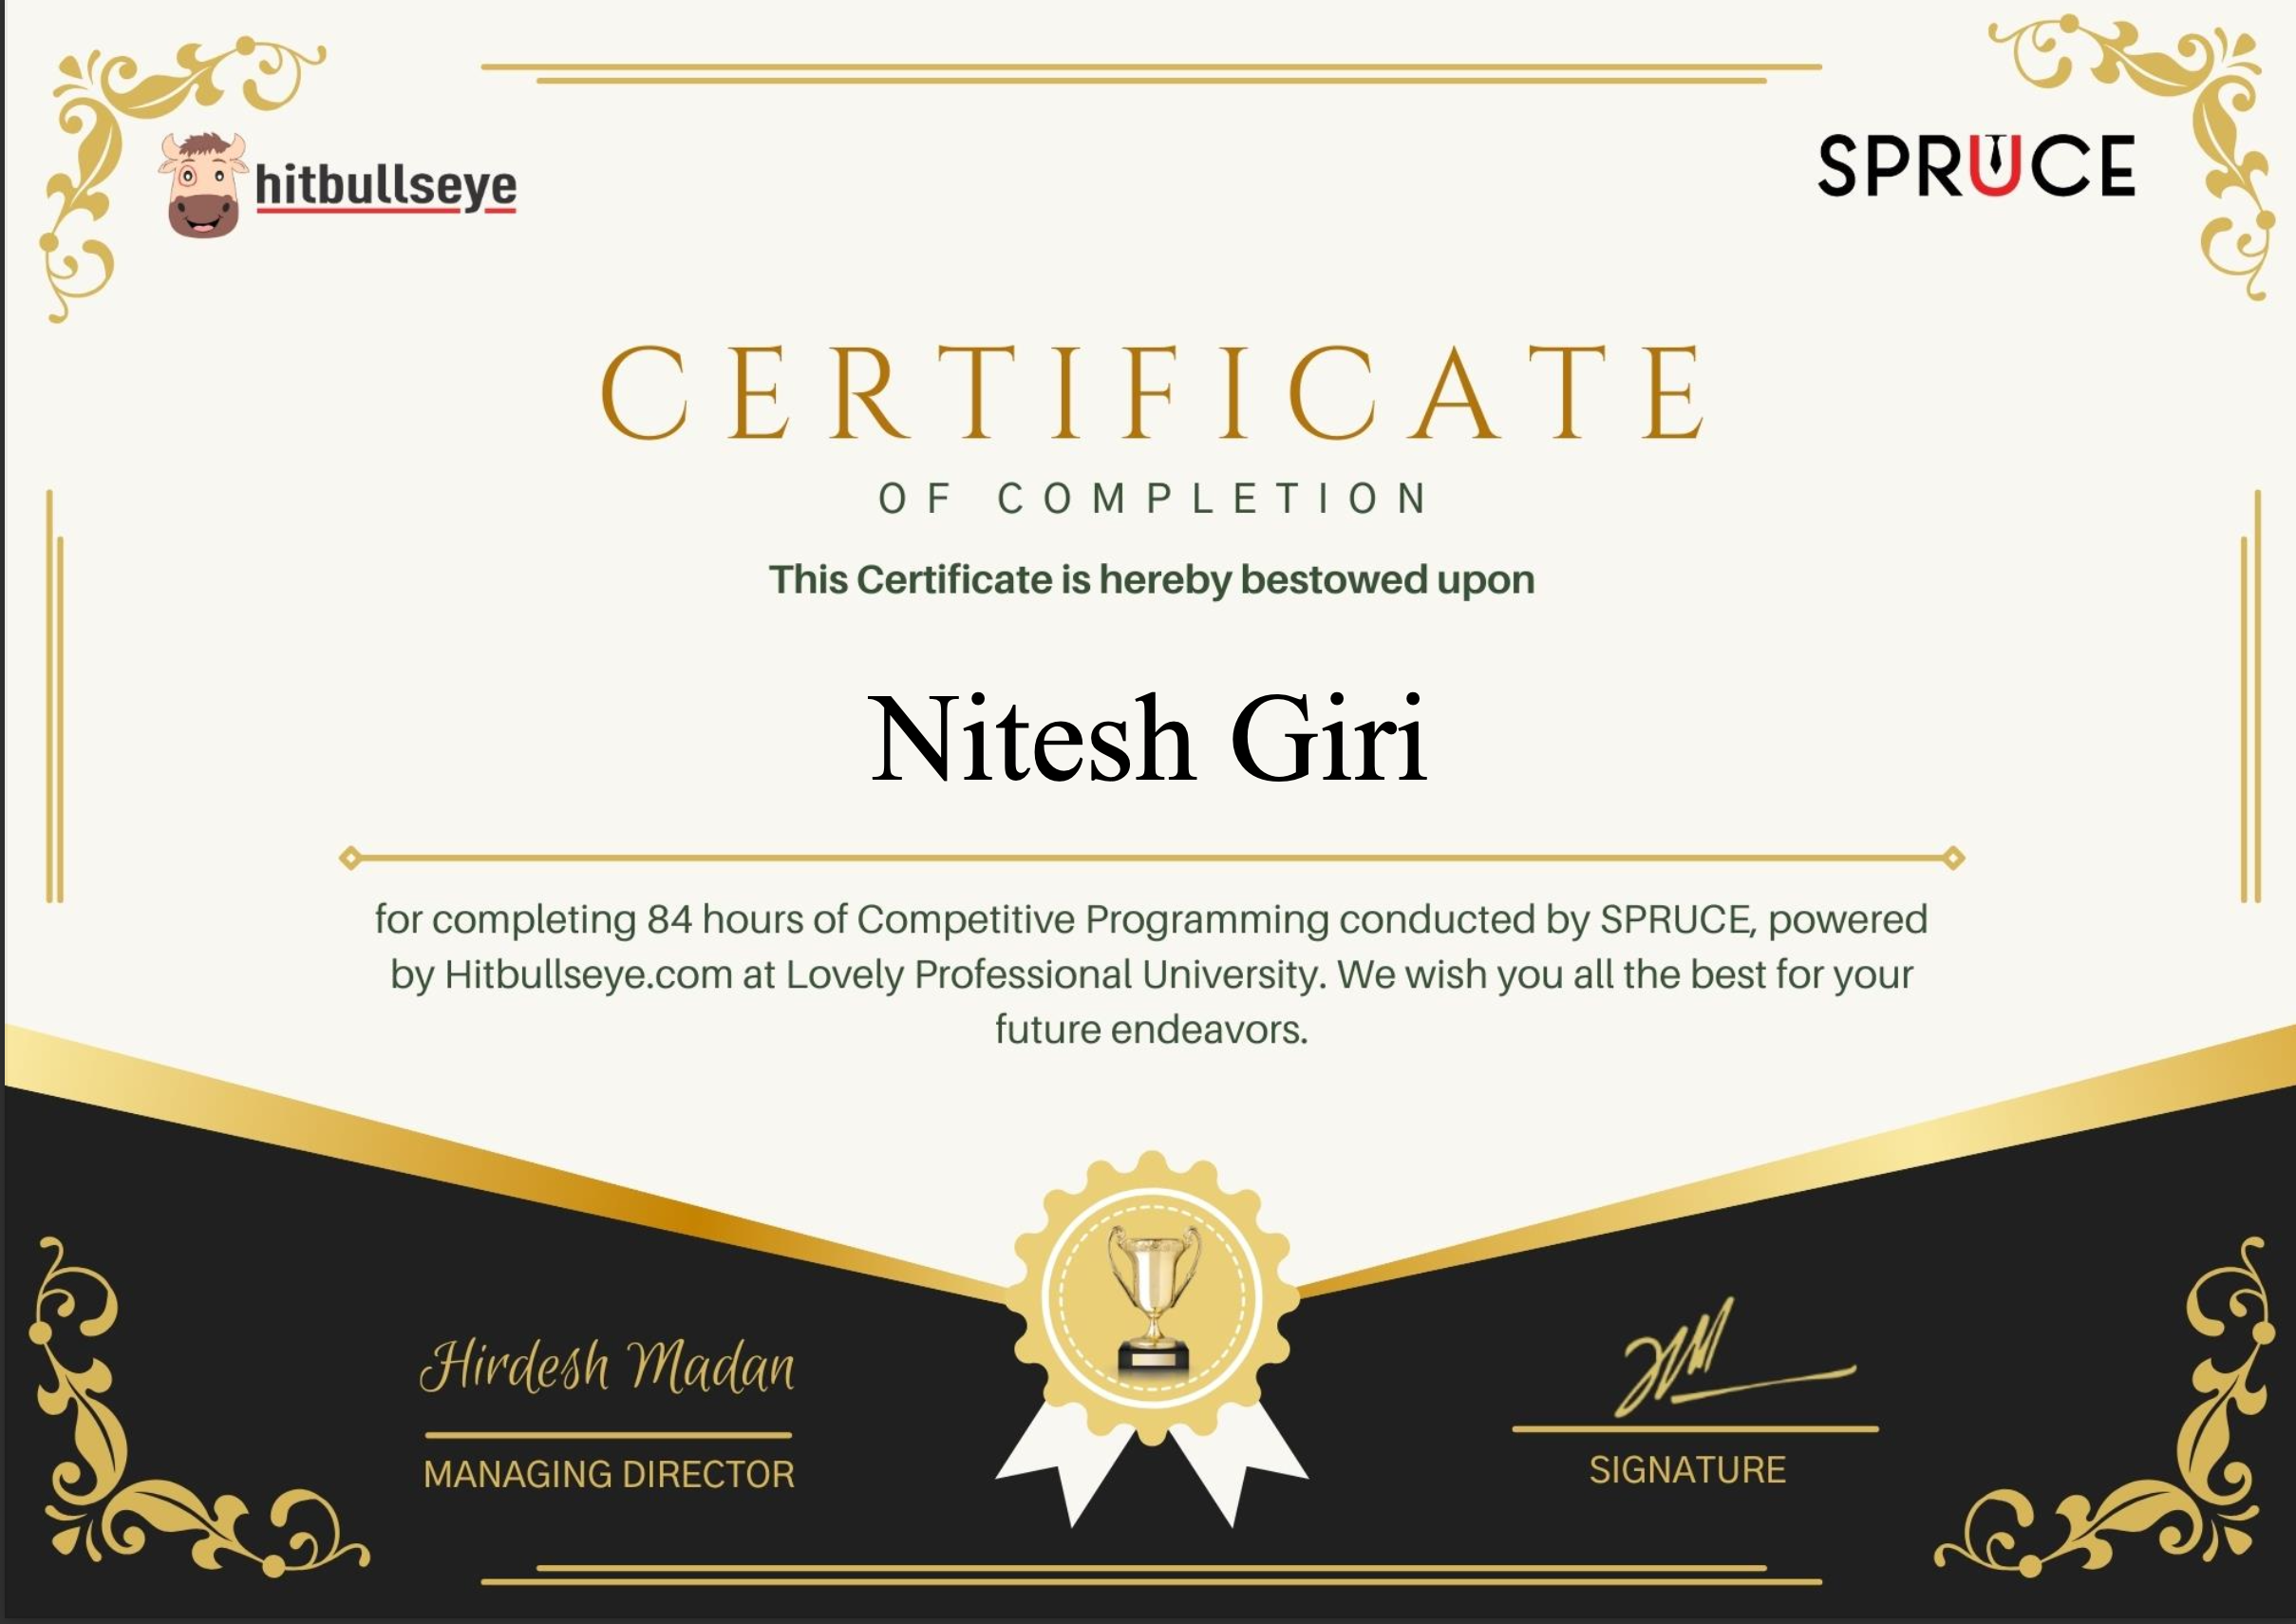 hitbullseye
SPRUCE
CERTIFICATE
OF COMPLETION
This Certificate is hereby bestowed upon
Nitesh Giri
for completing 84 hours of Competitive Programming conducted by SPRUCE, powered
by Hitbullseye.com at Lovely Professional University. We wish you all the best for your
future endeavors.
Hirdesh Madan
MANAGING DIRECTOR
SIGNATURE